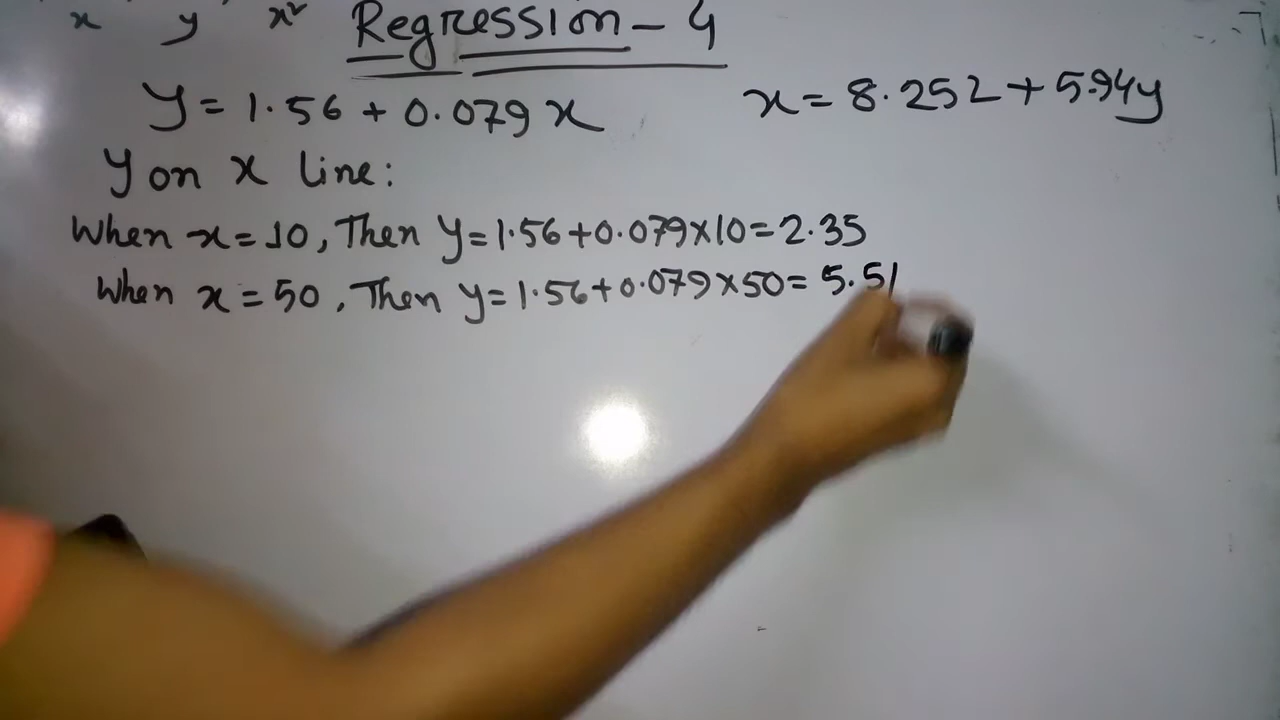 x y x² Regression - 4
y = 1.56 + 0.079x x = 8.252 + 5.94y
y on x line:
When x = 10, Then y = 1.56 + 0.079 × 10 = 2.35
When x = 50, Then y = 1.56 + 0.079 × 50 = 5.51